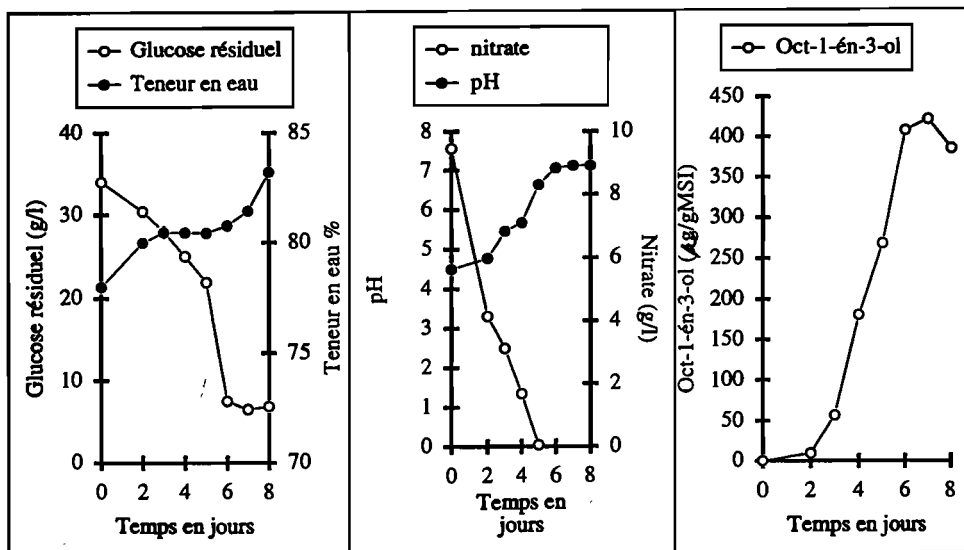 Glucose résiduel
Teneur en eau
40
30
20
10
0
Glucose résiduel (g/l)
85
80
75
70
Teneur en eau %
0 2 4 6 8
Temps en jours
nitrate
pH
8
7
6
5
4
3
2
1
0
pH
10
8
6
4
2
0
Nitrate (g/l)
0 2 4 6 8
Temps en
jours
Oct-1-én-3-ol
450
400
350
300
250
200
150
100
50
0
Oct-1-én-3-ol (µg/gMSI)
0 2 4 6 8
Temps en jours